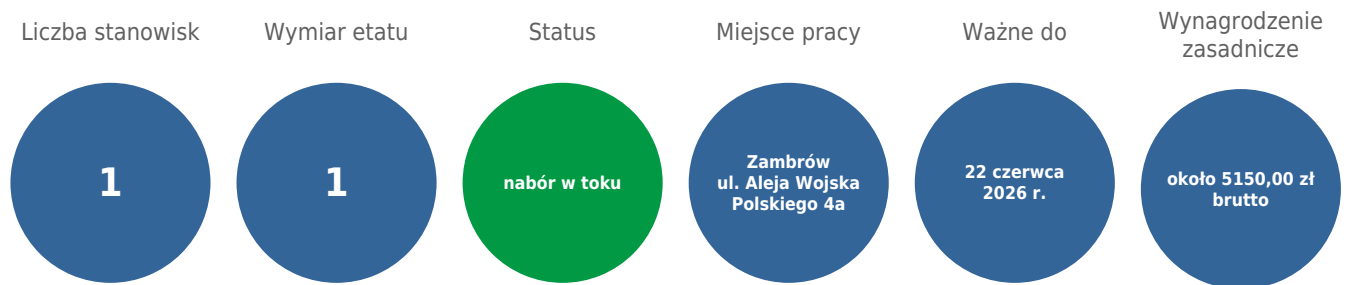 Liczba stanowisk
1
Wymiar etatu
1
Status
nabór w toku
Miejsce pracy
Zambrów
ul. Aleja Wojska
Polskiego 4a
Ważne do
22 czerwca
2026 r.
Wynagrodzenie
zasadnicze
około 5150,00 zł
brutto